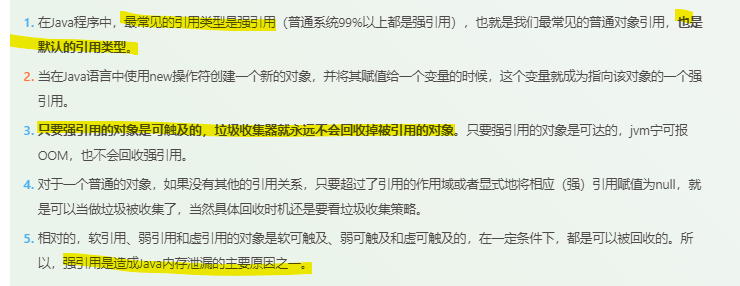 1. 在Java程序中，最常见的引用类型是强引用（普通系统99%以上都是强引用），也就是我们最常见的普通对象引用，也是
默认的引用类型。
2. 当在Java语言中使用new操作符创建一个新的对象，并将其赋值给一个变量的时候，这个变量就成为指向该对象的一个强
引用。
3. 只要强引用的对象是可触及的，垃圾收集器就永远不会回收掉被引用的对象。只要强引用的对象是可达的，jvm宁可报
OOM，也不会回收强引用。
4. 对于一个普通的对象，如果没有其他的引用关系，只要超过了引用的作用域或者显式地将相应（强）引用赋值为null，就
是可以当做垃圾被收集了，当然具体回收时机还是要看垃圾收集策略。
5. 相对的，软引用、弱引用和虚引用的对象是软可触及、弱可触及和虚可触及的，在一定条件下，都是可以被回收的。所
以，强引用是造成Java内存泄漏的主要原因之一。